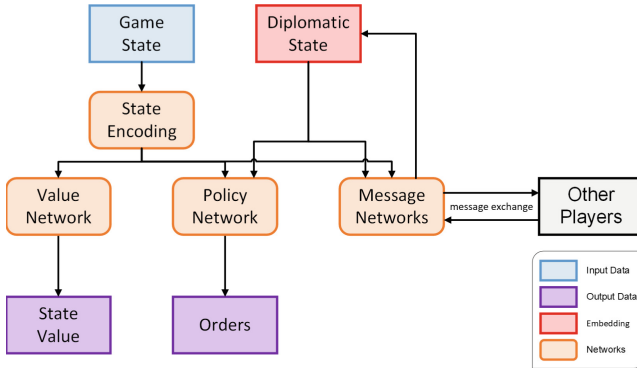 Game
State
Diplomatic
State
State
Encoding
Value
Network
Policy
Network
Message
Networks
message exchange
Other
Players
State
Value
Orders
Input Data
Output Data
Embedding
Networks